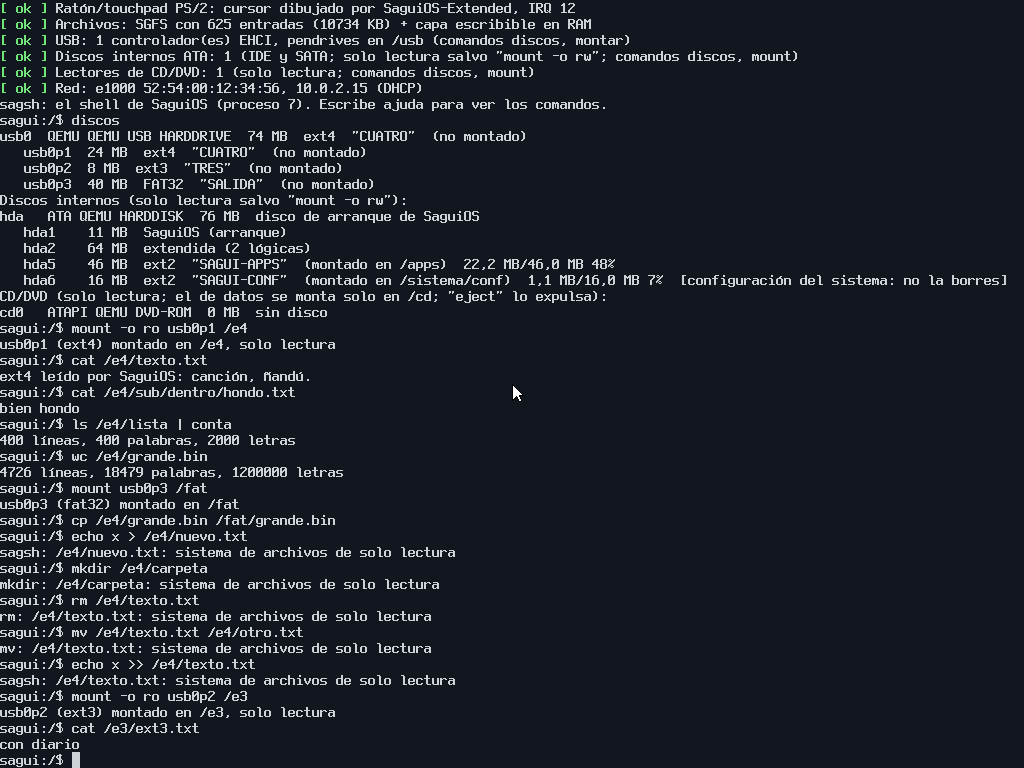 [ ok ] Ratón/touchpad PS/2: cursor dibujado por SaguiOS-Extended, IRQ 12
[ ok ] Archivos: SGFS con 625 entradas (10734 KB) + capa escribible en RAM
[ ok ] USB: 1 controlador(es) EHCI, pendrives en /usb (comandos discos, montar)
[ ok ] Discos internos ATA: 1 (IDE y SATA; solo lectura salvo "mount -o rw"; comandos discos, mount)
[ ok ] Lectores de CD/DVD: 1 (solo lectura; comandos discos, mount)
[ ok ] Red: e1000 52:54:00:12:34:56, 10.0.2.15 (DHCP)
sagsh: el shell de SaguiOS (proceso 7). Escribe ayuda para ver los comandos.
sagui:/$ discos
usb0  QEMU QEMU USB HARDDRIVE  74 MB  ext4  "CUATRO"  (no montado)
   usb0p1  24 MB  ext4  "CUATRO"  (no montado)
   usb0p2  8 MB  ext3  "TRES"  (no montado)
   usb0p3  40 MB  FAT32  "SALIDA"  (no montado)
Discos internos (solo lectura salvo "mount -o rw"):
hda   ATA QEMU HARDDISK  76 MB  disco de arranque de SaguiOS
   hda1   11 MB  SaguiOS (arranque)
   hda2   64 MB  extendida (2 lógicas)
   hda5   46 MB  ext2  "SAGUI-APPS"  (montado en /apps)  22,2 MB/46,0 MB 48%
   hda6   16 MB  ext2  "SAGUI-CONF"  (montado en /sistema/conf)  1,1 MB/16,0 MB 7%  [configuración del sistema: no la borres]
CD/DVD (solo lectura; el de datos se monta solo en /cd; "eject" lo expulsa):
cd0   ATAPI QEMU DVD-ROM  0 MB  sin disco
sagui:/$ mount -o ro usb0p1 /e4
usb0p1 (ext4) montado en /e4, solo lectura
sagui:/$ cat /e4/texto.txt
ext4 leído por SaguiOS: canción, ñandú.
sagui:/$ cat /e4/sub/dentro/hondo.txt
bien hondo
sagui:/$ ls /e4/lista | conta
400 líneas, 400 palabras, 2000 letras
sagui:/$ wc /e4/grande.bin
4726 líneas, 18479 palabras, 1200000 letras
sagui:/$ mount usb0p3 /fat
usb0p3 (fat32) montado en /fat
sagui:/$ cp /e4/grande.bin /fat/grande.bin
sagui:/$ echo x > /e4/nuevo.txt
sagsh: /e4/nuevo.txt: sistema de archivos de solo lectura
sagui:/$ mkdir /e4/carpeta
mkdir: /e4/carpeta: sistema de archivos de solo lectura
sagui:/$ rm /e4/texto.txt
rm: /e4/texto.txt: sistema de archivos de solo lectura
sagui:/$ mv /e4/texto.txt /e4/otro.txt
mv: /e4/texto.txt: sistema de archivos de solo lectura
sagui:/$ echo x >> /e4/texto.txt
sagsh: /e4/texto.txt: sistema de archivos de solo lectura
sagui:/$ mount -o ro usb0p2 /e3
usb0p2 (ext3) montado en /e3, solo lectura
sagui:/$ cat /e3/ext3.txt
con diario
sagui:/$